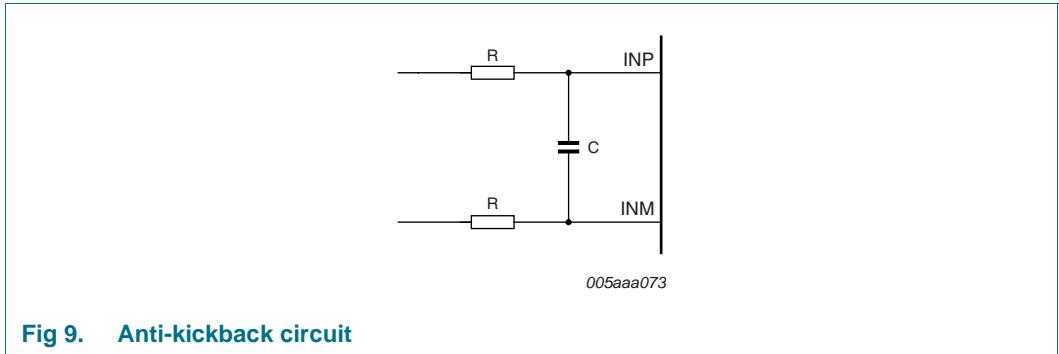 R
INP
C
R
INM
005aaa073
Fig 9. Anti-kickback circuit